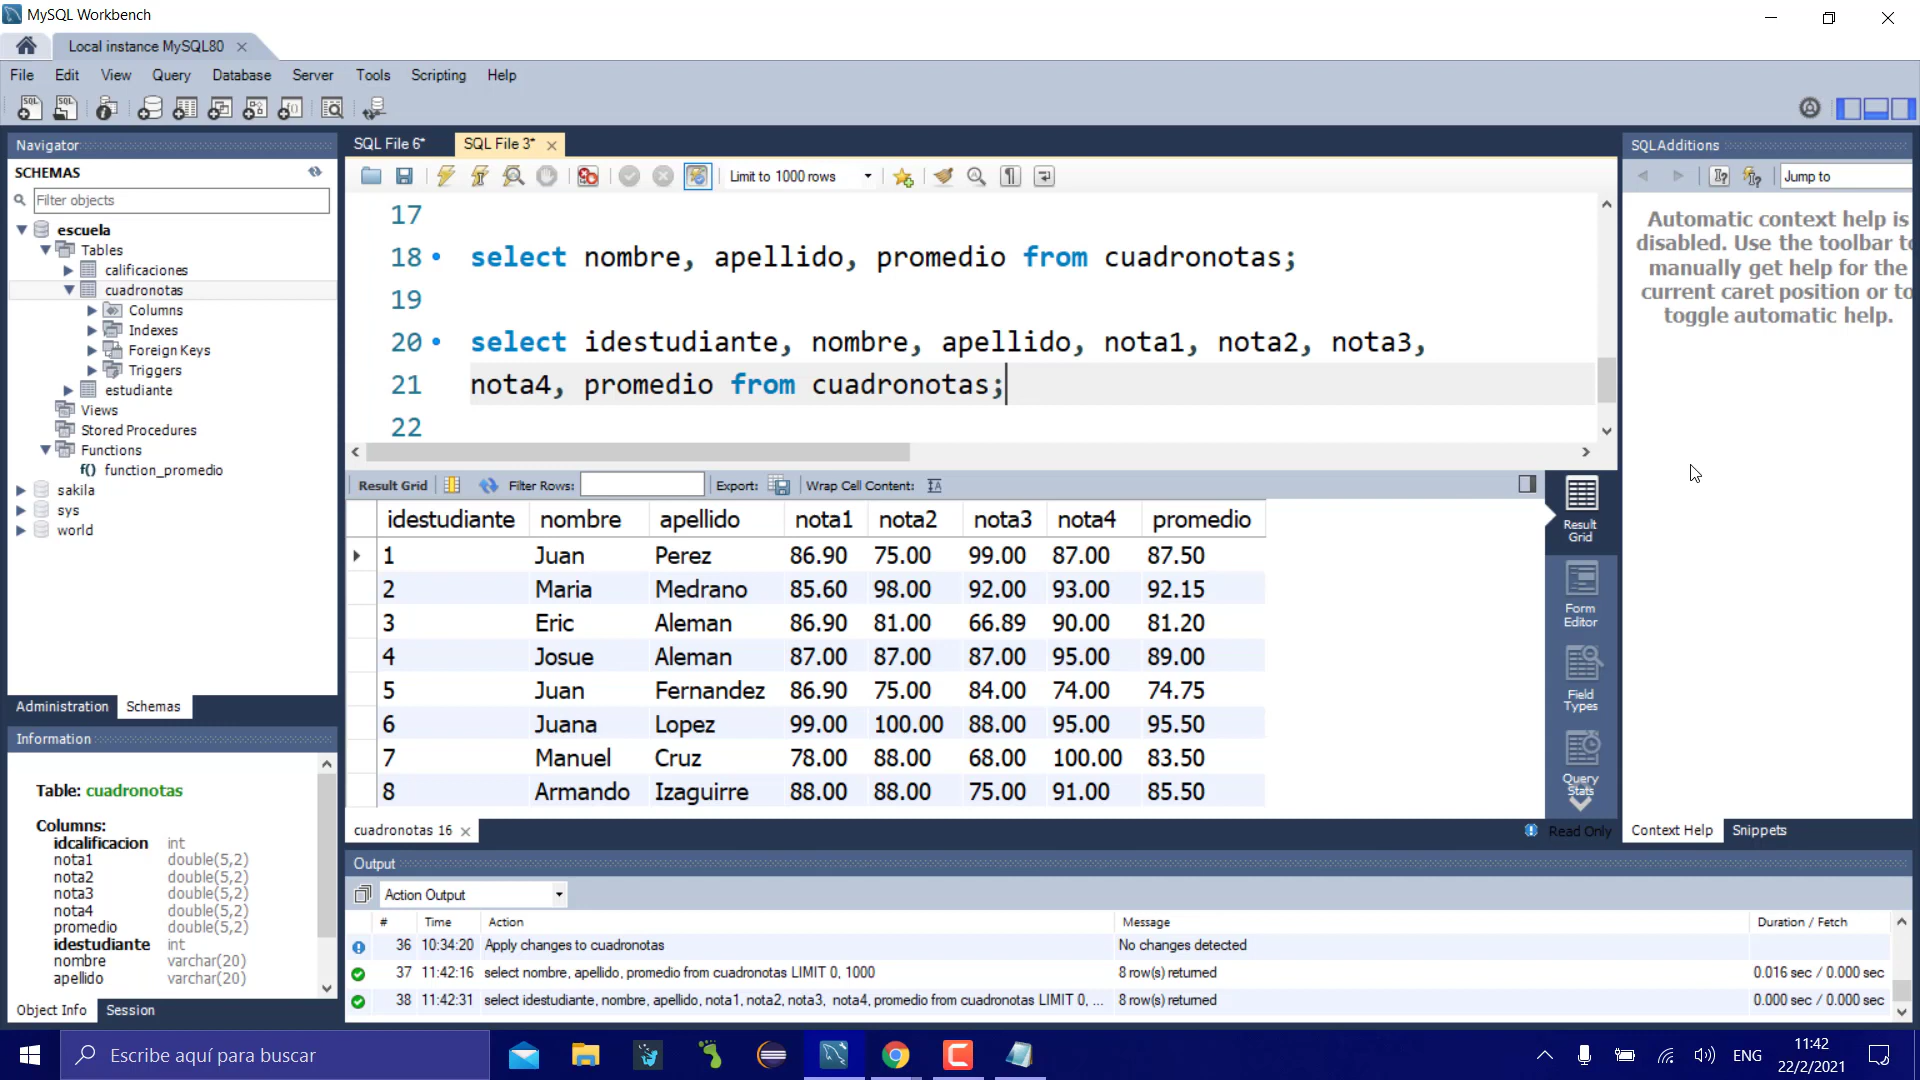 MySQL Workbench
Local instance MySQL80
File Edit View Query Database Server Tools Scripting Help
Navigator
SCHEMAS
Filter objects
escuela
Tables
calificaciones
cuadronotas
Columns
Indexes
Foreign Keys
Triggers
estudiante
Views
Stored Procedures
Functions
f() function_promedio
sakila
sys
world
Administration Schemas
Information
Table: cuadronotas
Columns:
idcalificacion int
nota1 double(5,2)
nota2 double(5,2)
nota3 double(5,2)
nota4 double(5,2)
promedio double(5,2)
idestudiante int
nombre varchar(20)
apellido varchar(20)
Object Info Session
SQL File 6* SQL File 3*
Limit to 1000 rows
17
18 select nombre, apellido, promedio from cuadronotas;
19
20 select idestudiante, nombre, apellido, nota1, nota2, nota3,
21 nota4, promedio from cuadronotas;
22
Result Grid Filter Rows: Export: Wrap Cell Content:
idestudiante nombre apellido nota1 nota2 nota3 nota4 promedio
1 Juan Perez 86.90 75.00 99.00 87.00 87.50
2 Maria Medrano 85.60 98.00 92.00 93.00 92.15
3 Eric Aleman 86.90 81.00 66.89 90.00 81.20
4 Josue Aleman 87.00 87.00 87.00 95.00 89.00
5 Juan Fernandez 86.90 75.00 84.00 74.00 74.75
6 Juana Lopez 99.00 100.00 88.00 95.00 95.50
7 Manuel Cruz 78.00 88.00 68.00 100.00 83.50
8 Armando Izaguirre 88.00 88.00 75.00 91.00 85.50
Result
Grid
Form
Editor
Field
Types
Query
Stats
cuadronotas 16
Read Only
SQLAdditions
Jump to
Automatic context help is
disabled. Use the toolbar to
manually get help for the
current caret position or to
toggle automatic help.
Context Help Snippets
Output
Action Output
# Time Action Message Duration / Fetch
36 10:34:20 Apply changes to cuadronotas No changes detected
37 11:42:16 select nombre, apellido, promedio from cuadronotas LIMIT 0, 1000 8 row(s) returned 0.016 sec / 0.000 sec
38 11:42:31 select idestudiante, nombre, apellido, nota1, nota2, nota3, nota4, promedio from cuadronotas LIMIT 0, ... 8 row(s) returned 0.000 sec / 0.000 sec
Escribe aquí para buscar
ENG
11:42
22/2/2021